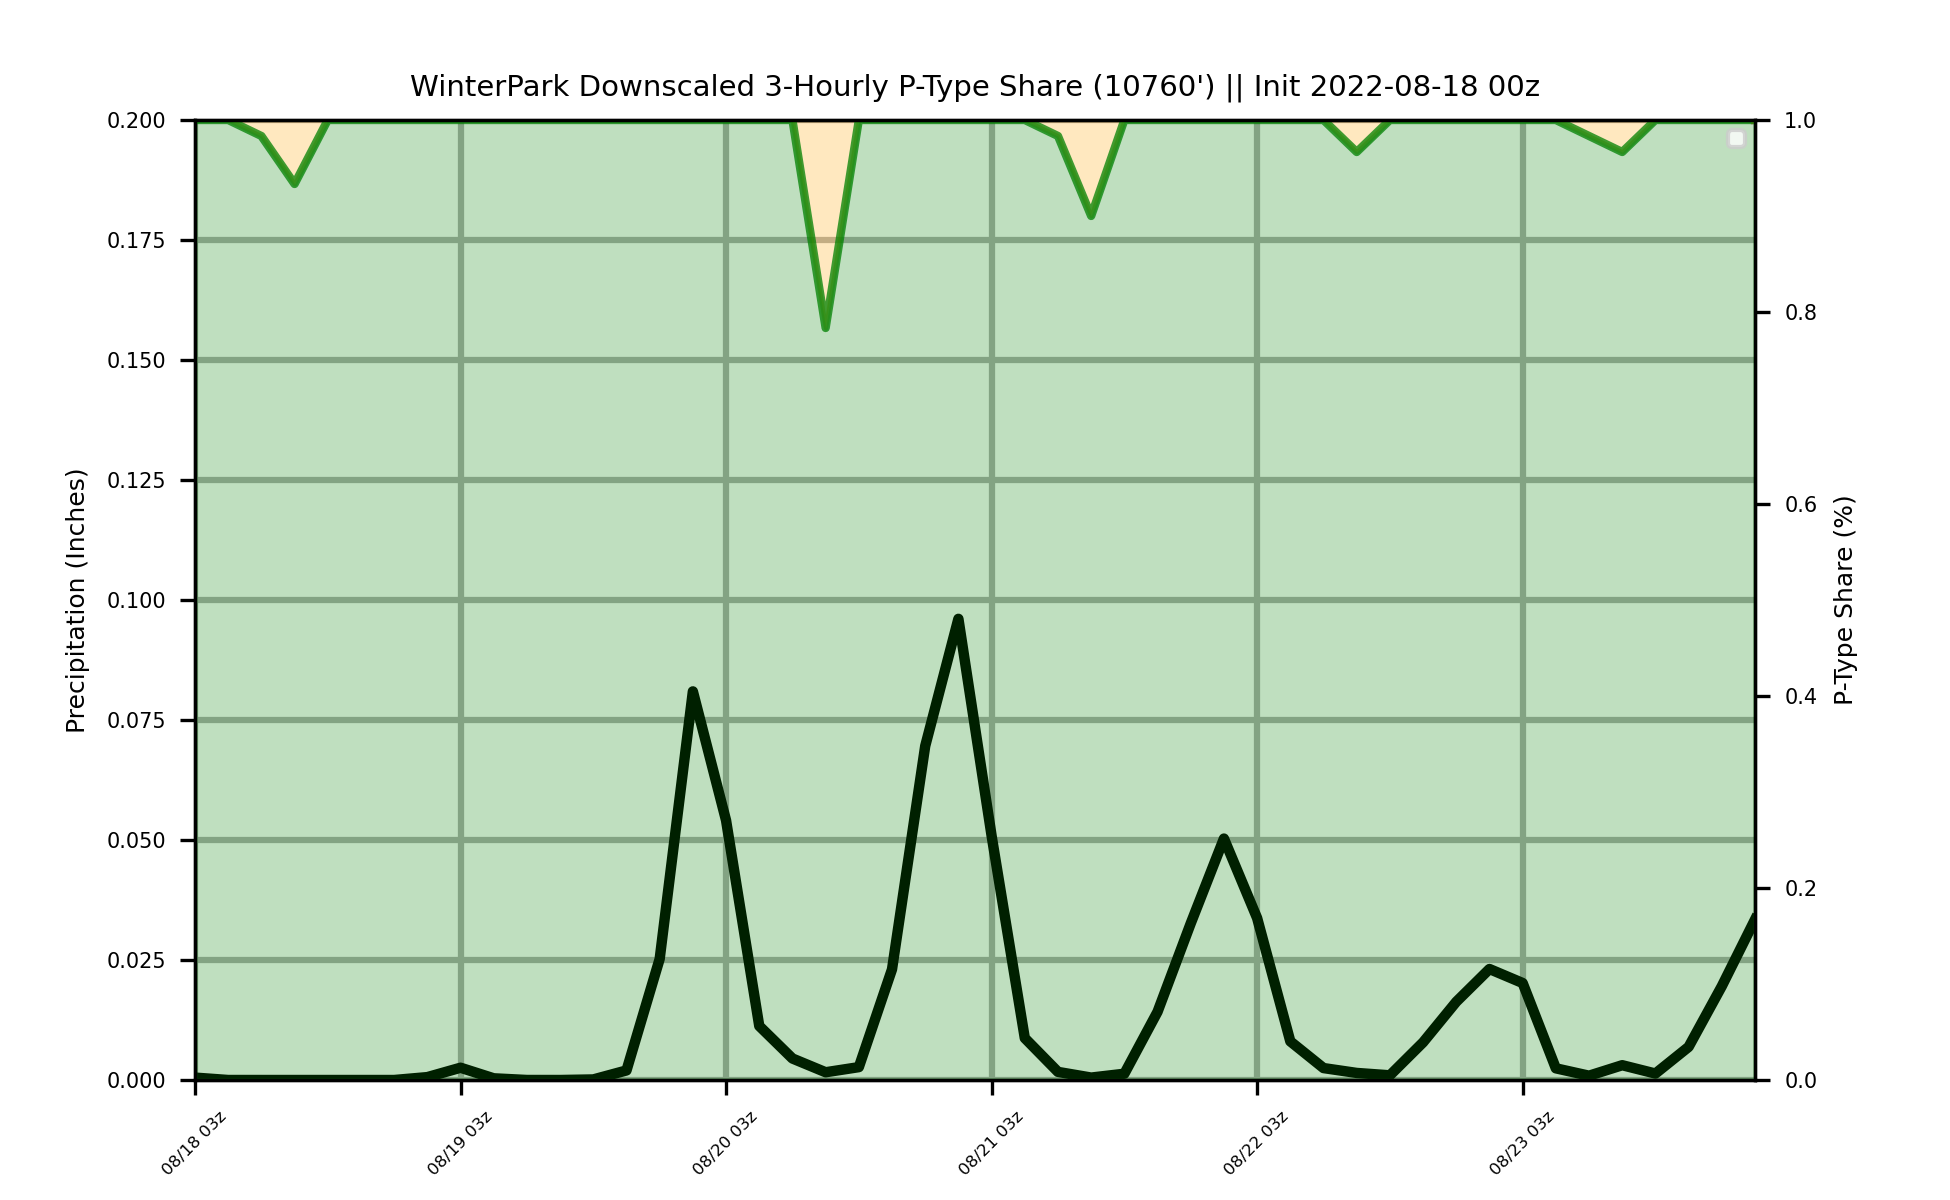 WinterPark Downscaled 3-Hourly P-Type Share (10760') || Init 2022-08-18 00z
0.200
0.175
0.150
0.125
0.100
0.075
0.050
0.025
0.000
Precipitation (Inches)
1.0
0.8
0.6
0.4
0.2
0.0
P-Type Share (%)
08/18 03z
08/19 03z
08/20 03z
08/21 03z
08/22 03z
08/23 03z